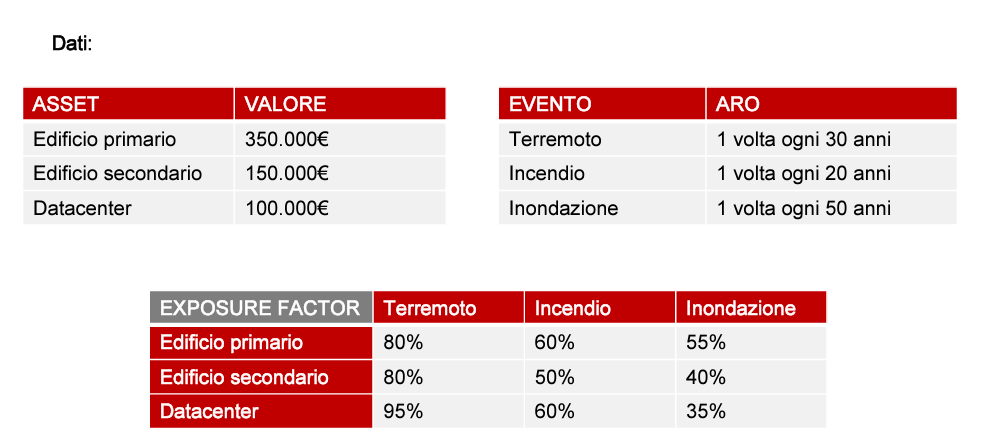 Dati:
ASSET VALORE
Edificio primario 350.000€
Edificio secondario 150.000€
Datacenter 100.000€
EVENTO ARO
Terremoto 1 volta ogni 30 anni
Incendio 1 volta ogni 20 anni
Inondazione 1 volta ogni 50 anni
EXPOSURE FACTOR Terremoto Incendio Inondazione
Edificio primario 80% 60% 55%
Edificio secondario 80% 50% 40%
Datacenter 95% 60% 35%